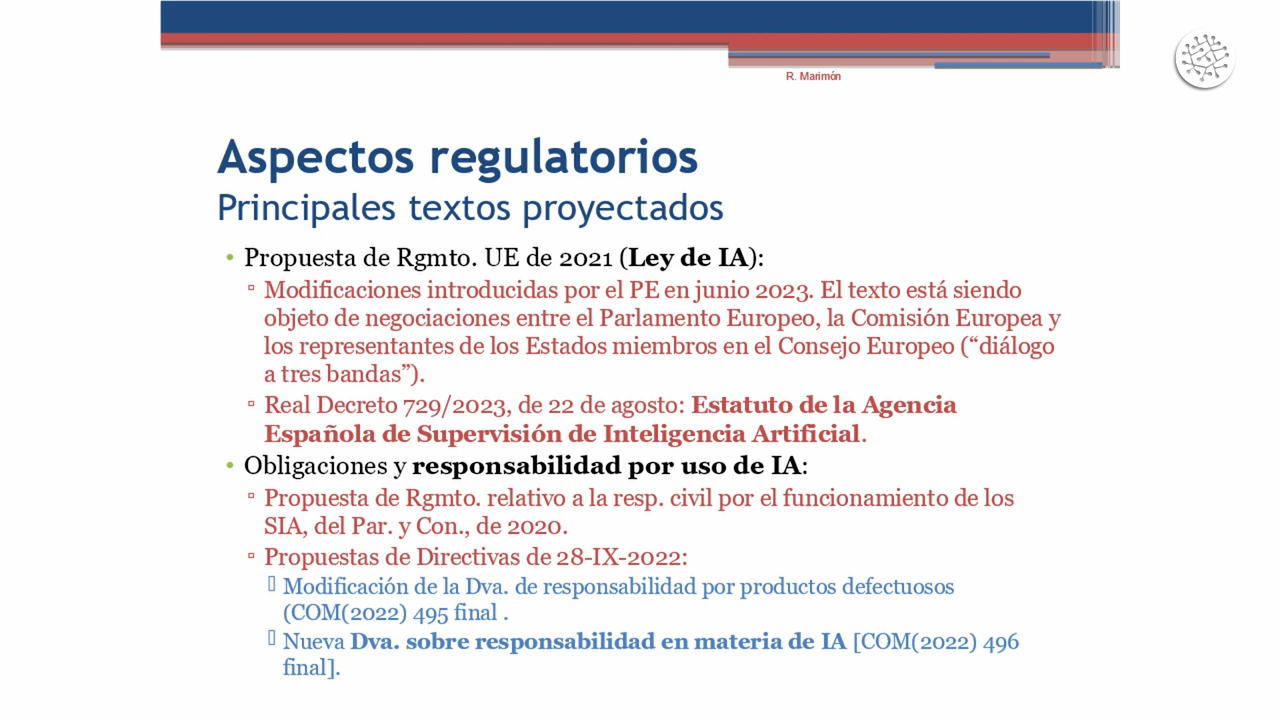 R. Marimón
Aspectos regulatorios
Principales textos proyectados
• Propuesta de Rgmto. UE de 2021 (Ley de IA):
▫ Modificaciones introducidas por el PE en junio 2023. El texto está siendo
objeto de negociaciones entre el Parlamento Europeo, la Comisión Europea y
los representantes de los Estados miembros en el Consejo Europeo (“diálogo
a tres bandas”).
▫ Real Decreto 729/2023, de 22 de agosto: Estatuto de la Agencia
Española de Supervisión de Inteligencia Artificial.
• Obligaciones y responsabilidad por uso de IA:
▫ Propuesta de Rgmto. relativo a la resp. civil por el funcionamiento de los
SIA, del Par. y Con., de 2020.
▫ Propuestas de Directivas de 28-IX-2022:
▯ Modificación de la Dva. de responsabilidad por productos defectuosos
(COM(2022) 495 final .
▯ Nueva Dva. sobre responsabilidad en materia de IA [COM(2022) 496
final].